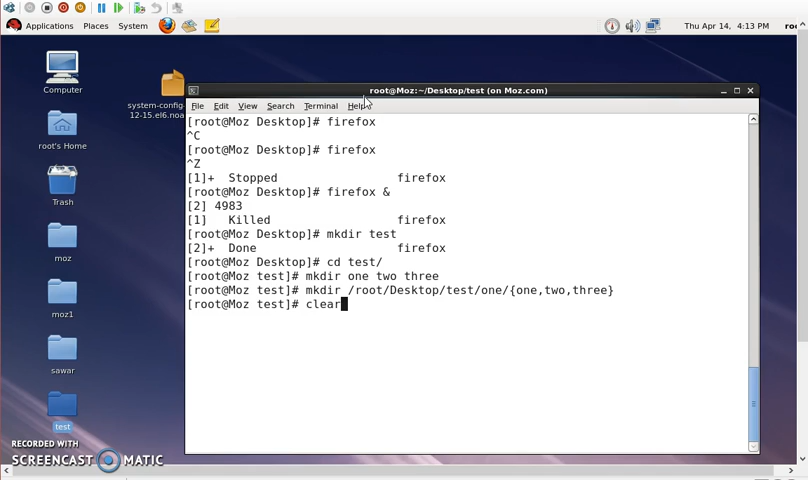 Applications Places System
Thu Apr 14, 4:13 PM
Computer
system-config-
12-15.el6.noa
root's Home
Trash
moz
moz1
sawar
test
root@Moz:~/Desktop/test (on Moz.com)
File Edit View Search Terminal Help
[root@Moz Desktop]# firefox
^C
[root@Moz Desktop]# firefox
^Z
[1]+ Stopped firefox
[root@Moz Desktop]# firefox &
[2] 4983
[1] Killed firefox
[root@Moz Desktop]# mkdir test
[2]+ Done firefox
[root@Moz Desktop]# cd test/
[root@Moz test]# mkdir one two three
[root@Moz test]# mkdir /root/Desktop/test/one/{one,two,three}
[root@Moz test]# clear
RECORDED WITH
SCREENCAST MATIC